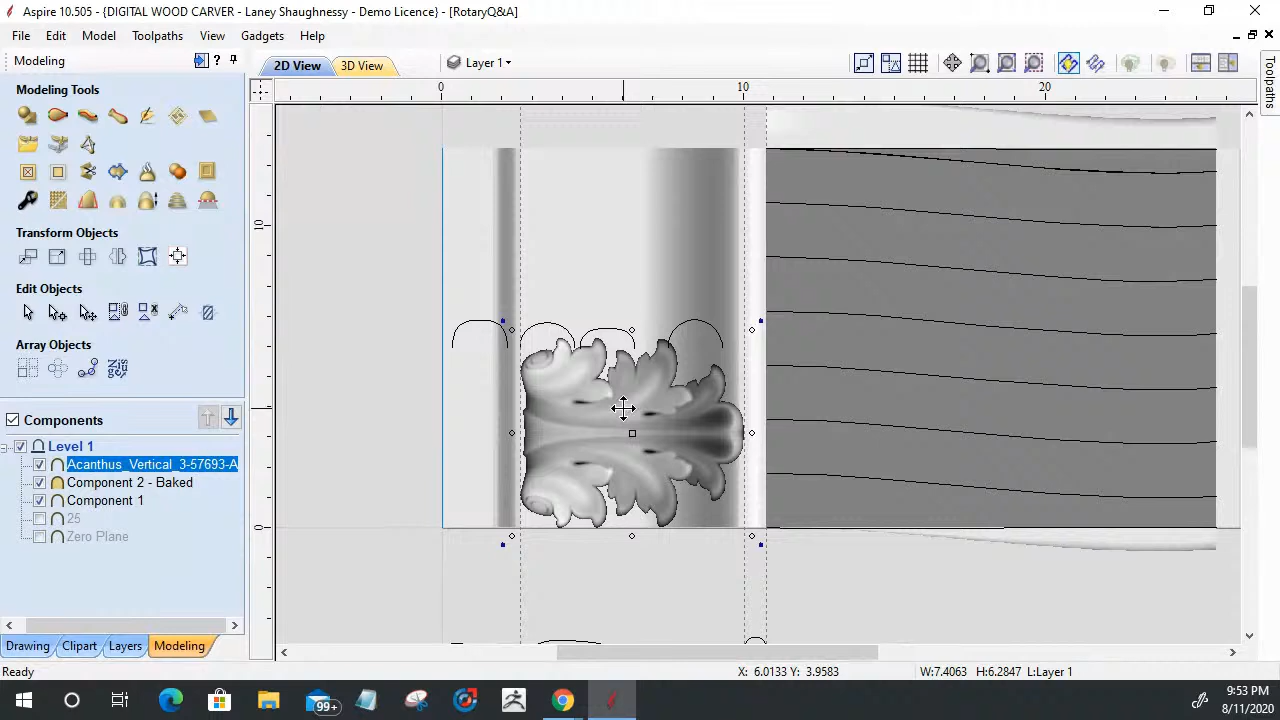 Aspire 10.505 - {DIGITAL WOOD CARVER - Laney Shaughnessy - Demo Licence} - [RotaryQ&A]
File Edit Model Toolpaths View Gadgets Help
Modeling ?
2D View 3D View Layer 1
Toolpaths
0 10 20
Modeling Tools
10
0
Transform Objects
Edit Objects
Array Objects
Components
Level 1
Acanthus_Vertical_3-57693-A
Component 2 - Baked
Component 1
25
Zero Plane
Drawing Clipart Layers Modeling
Ready X: 6.0133 Y: 3.9583 W:7.4063 H:6.2847 L:Layer 1
99+
9:53 PM
8/11/2020